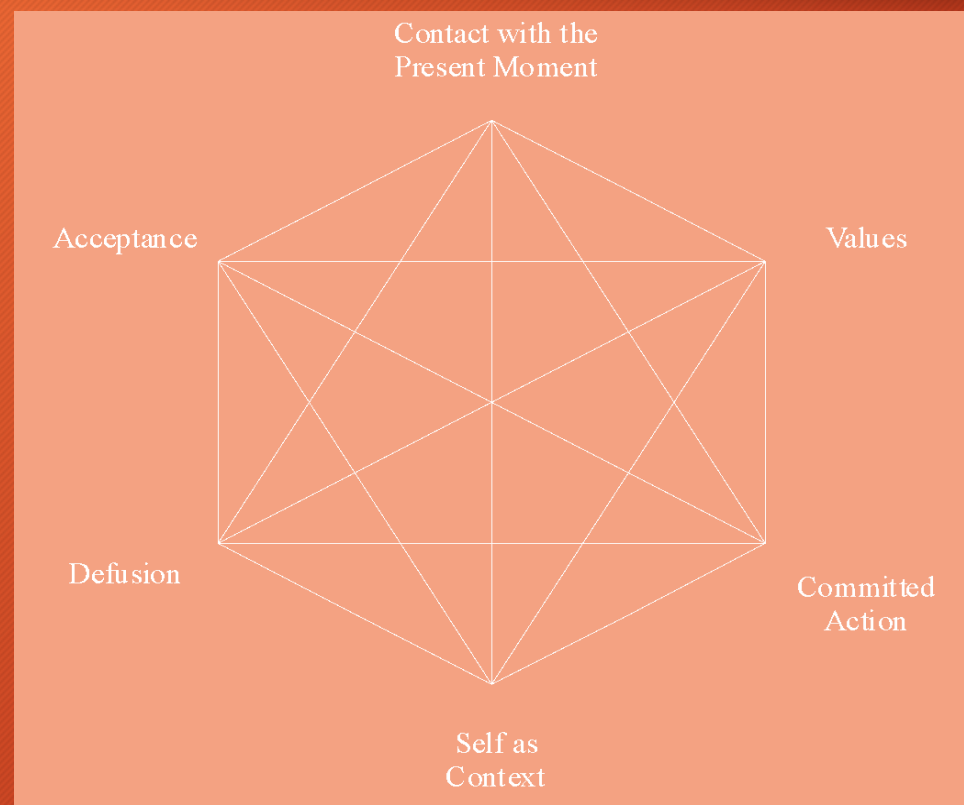 Contact with the
Present Moment
Acceptance
Values
Defusion
Committed
Action
Self as
Context